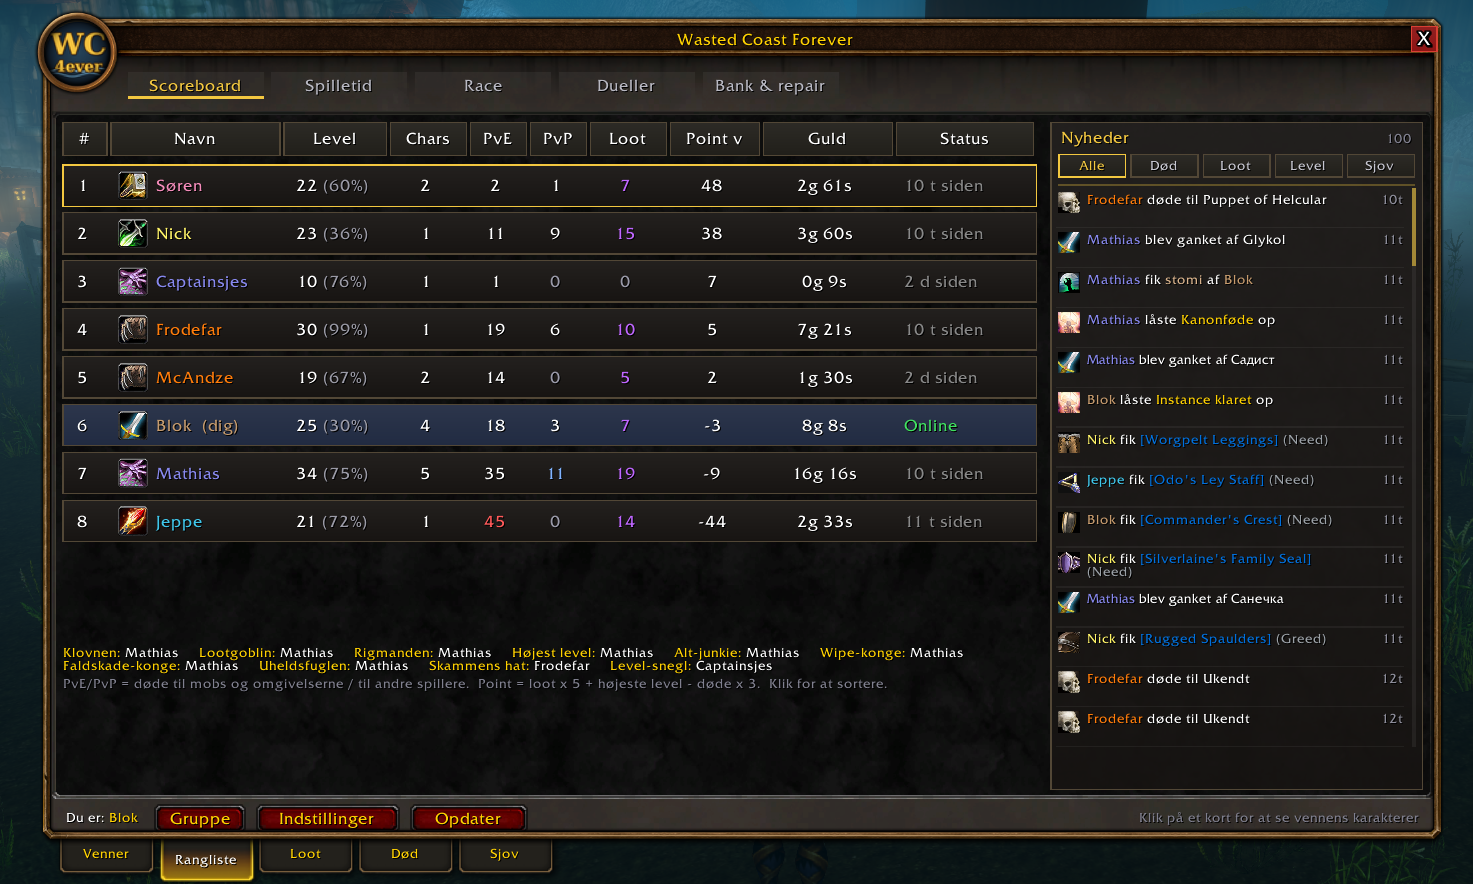 WC
4ever
Wasted Coast Forever
X
Scoreboard Spilletid Race Dueller Bank & repair
# Navn Level Chars PvE PvP Loot Point v Guld Status
1 Søren 22 (60%) 2 2 1 7 48 2g 61s 10 t siden
2 Nick 23 (36%) 1 11 9 15 38 3g 60s 10 t siden
3 Captainsjes 10 (76%) 1 1 0 0 7 0g 9s 2 d siden
4 Frodefar 30 (99%) 1 19 6 10 5 7g 21s 10 t siden
5 McAndze 19 (67%) 2 14 0 5 2 1g 30s 2 d siden
6 Blok (dig) 25 (30%) 4 18 3 7 -3 8g 8s Online
7 Mathias 34 (75%) 5 35 11 19 -9 16g 16s 10 t siden
8 Jeppe 21 (72%) 1 45 0 14 -44 2g 33s 11 t siden
Klovnen: Mathias Lootgoblin: Mathias Rigmanden: Mathias Højest level: Mathias Alt-junkie: Mathias Wipe-konge: Mathias
Faldskade-konge: Mathias Uheldsfuglen: Mathias Skammens hat: Frodefar Level-snegl: Captainsjes
PvE/PvP = døde til mobs og omgivelserne / til andre spillere. Point = loot x 5 + højeste level - døde x 3. Klik for at sortere.
Nyheder 100
Alle Død Loot Level Sjov
Frodefar døde til Puppet of Helcular 10t
Mathias blev ganket af Glykol 11t
Mathias fik stomi af Blok 11t
Mathias låste Kanonføde op 11t
Mathias blev ganket af Садист 11t
Blok låste Instance klaret op 11t
Nick fik [Worgpelt Leggings] (Need) 11t
Jeppe fik [Odo's Ley Staff] (Need) 11t
Blok fik [Commander's Crest] (Need) 11t
Nick fik [Silverlaine's Family Seal] 11t
(Need)
Mathias blev ganket af Санечка 11t
Nick fik [Rugged Spaulders] (Greed) 11t
Frodefar døde til Ukendt 12t
Frodefar døde til Ukendt 12t
Du er: Blok Gruppe Indstillinger Opdater Klik på et kort for at se vennens karakterer
Venner Rangliste Loot Død Sjov